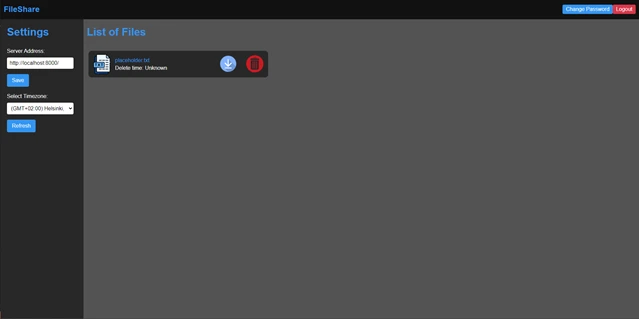 FileShare
Change Password
Logout
Settings
Server Address:
http://localhost:8000/
Save
Select Timezone:
(GMT+02:00) Helsinki,
Refresh
List of Files
placeholder.txt
Delete time: Unknown